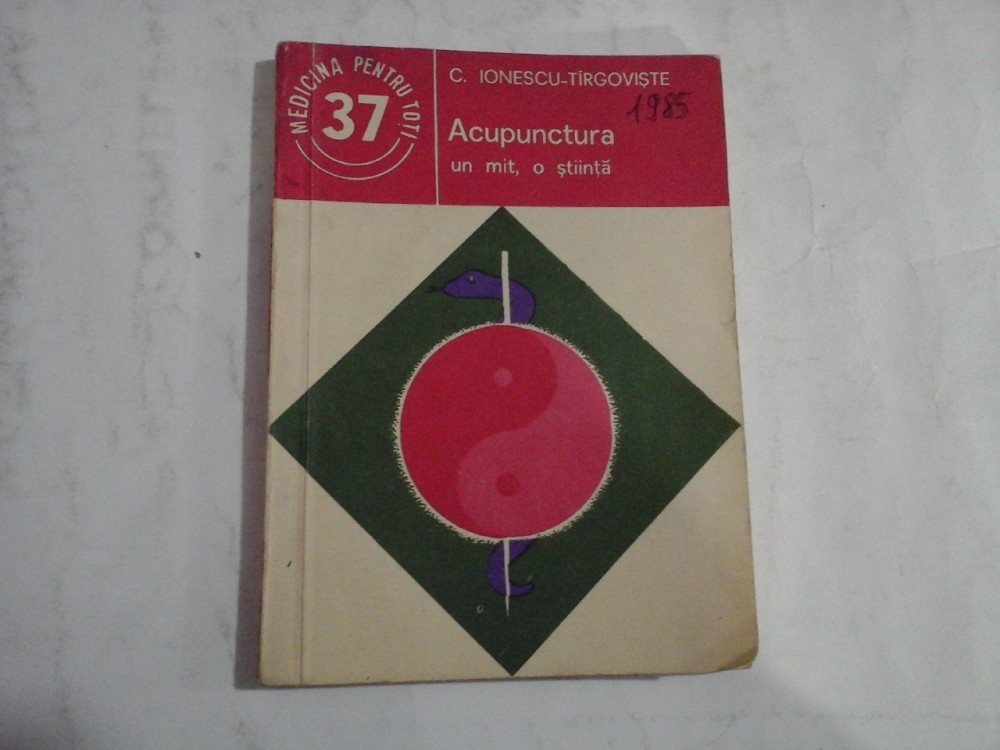 MEDICINA PENTRU TOȚI
37
C. IONESCU-TÎRGOVIȘTE
1985
Acupunctura
un mit, o știință